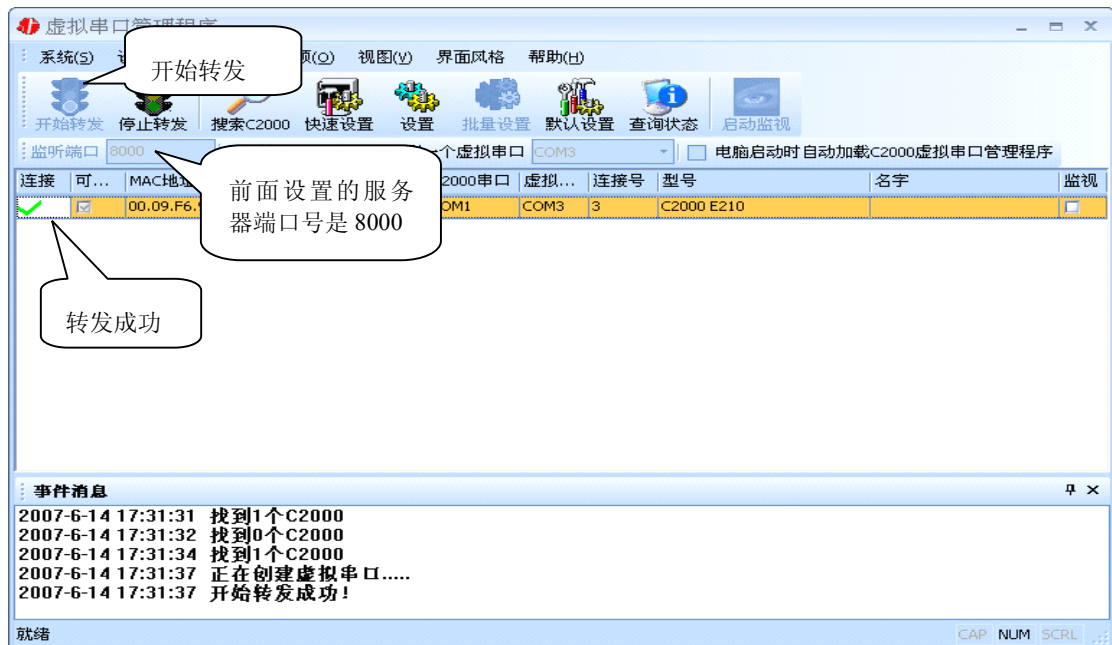 虚拟串口管理程序
系统(S) 项(O) 视图(V) 界面风格 帮助(H)
开始转发
开始转发 停止转发 搜索C2000 快速设置 设置 批量设置 默认设置 查询状态 启动监视
监听端口 8000 一个虚拟串口 COM3 电脑启动时自动加载C2000虚拟串口管理程序
连接 可... MAC地址 2000串口 虚拟... 连接号 型号 名字 监视
00.09.F6. OM1 COM3 3 C2000 E210
前面设置的服务
器端口号是 8000
转发成功
事件消息
2007-6-14 17:31:31 找到1个C2000
2007-6-14 17:31:32 找到0个C2000
2007-6-14 17:31:34 找到1个C2000
2007-6-14 17:31:37 正在创建虚拟串口.....
2007-6-14 17:31:37 开始转发成功!
就绪 CAP NUM SCRL